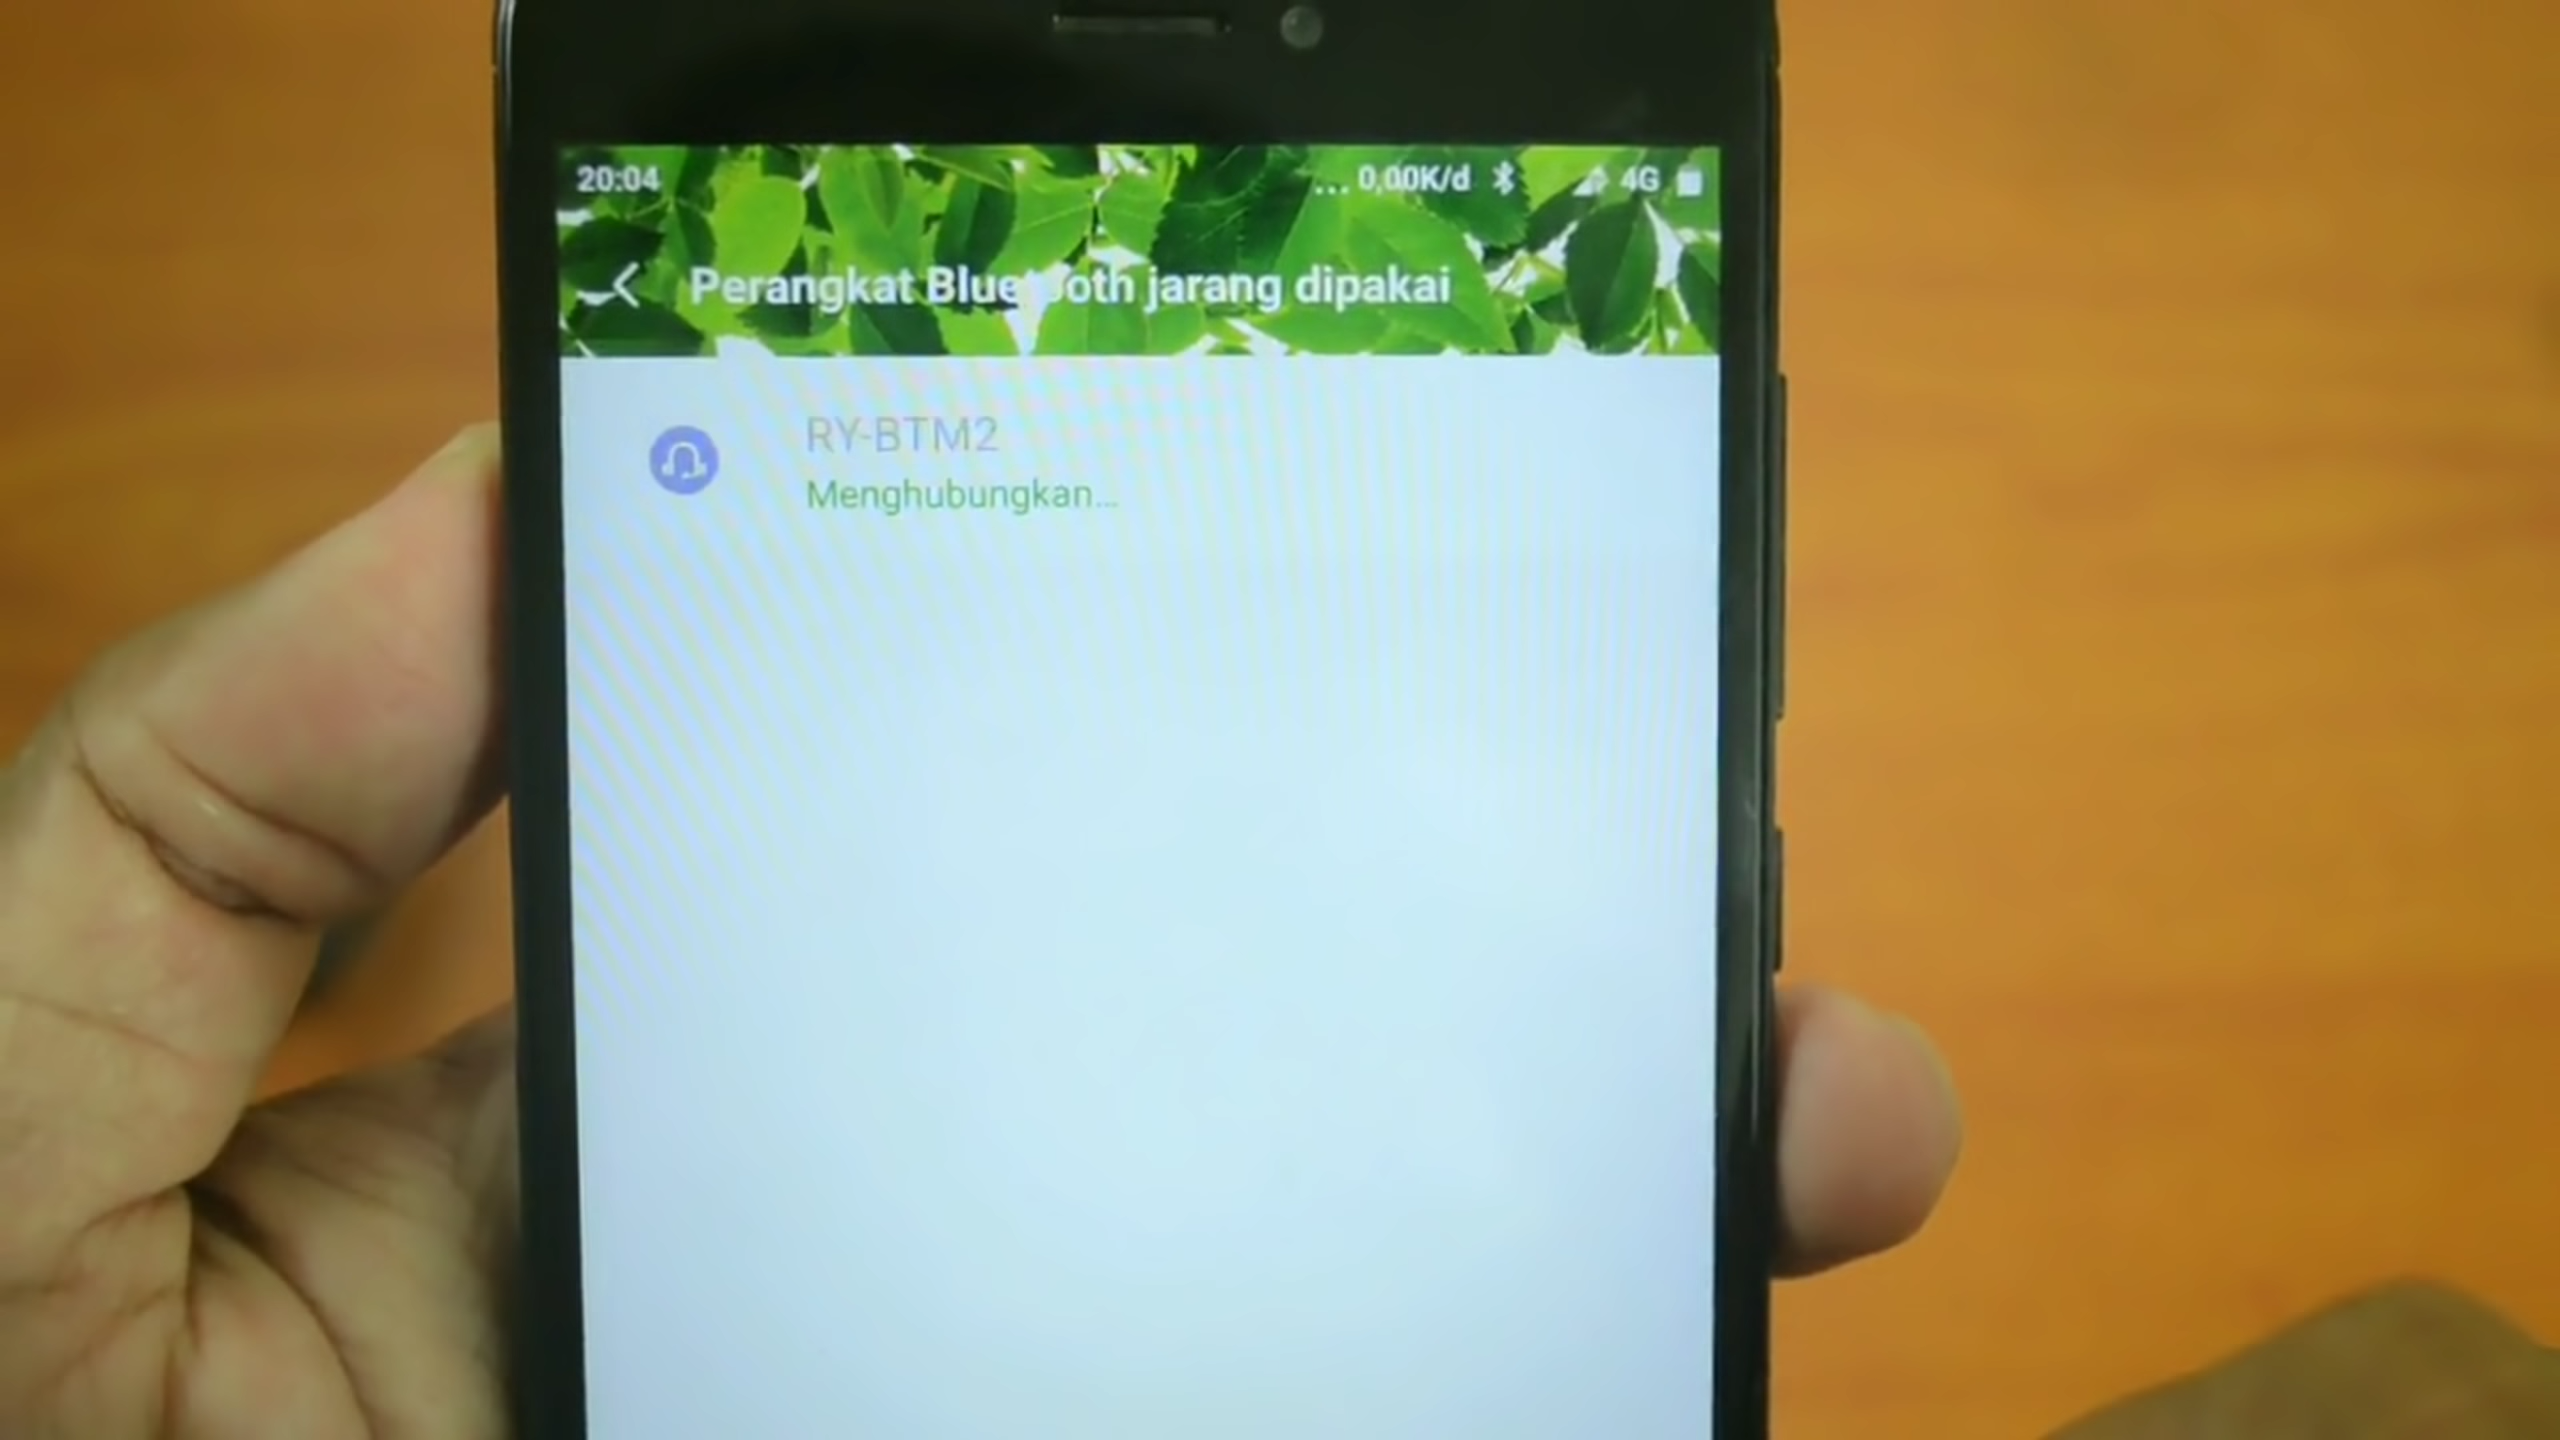 20:04
... 0,00K/d 4G
Perangkat Bluetooth jarang dipakai
RY-BTM2
Menghubungkan...